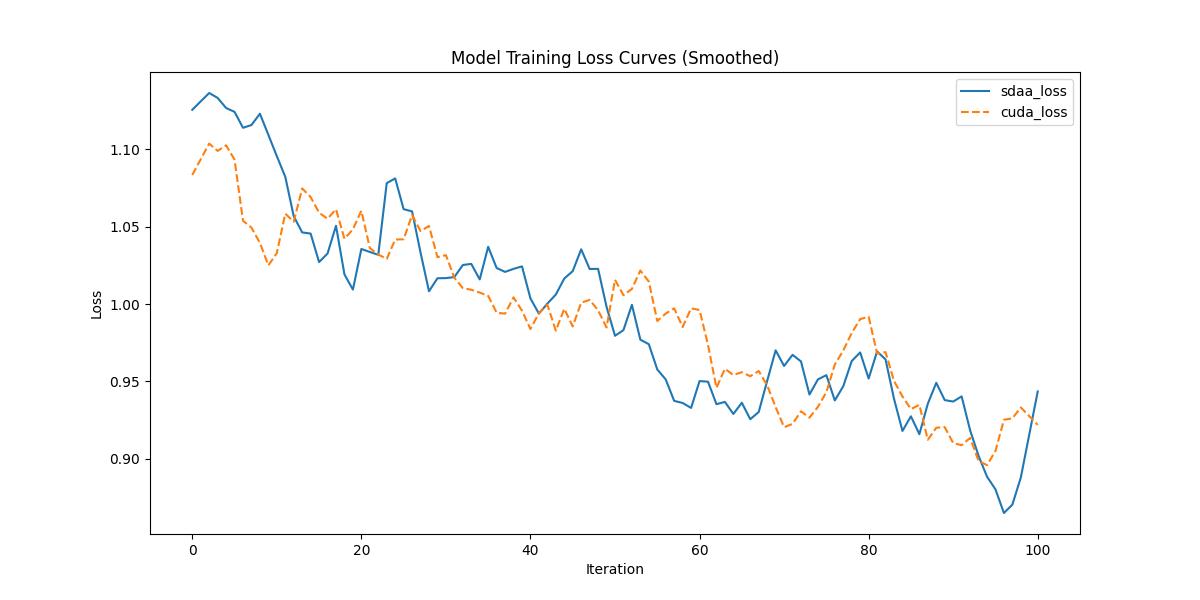 Model Training Loss Curves (Smoothed)
sdaa_loss
cuda_loss
Loss
1.10
1.05
1.00
0.95
0.90
0 20 40 60 80 100
Iteration